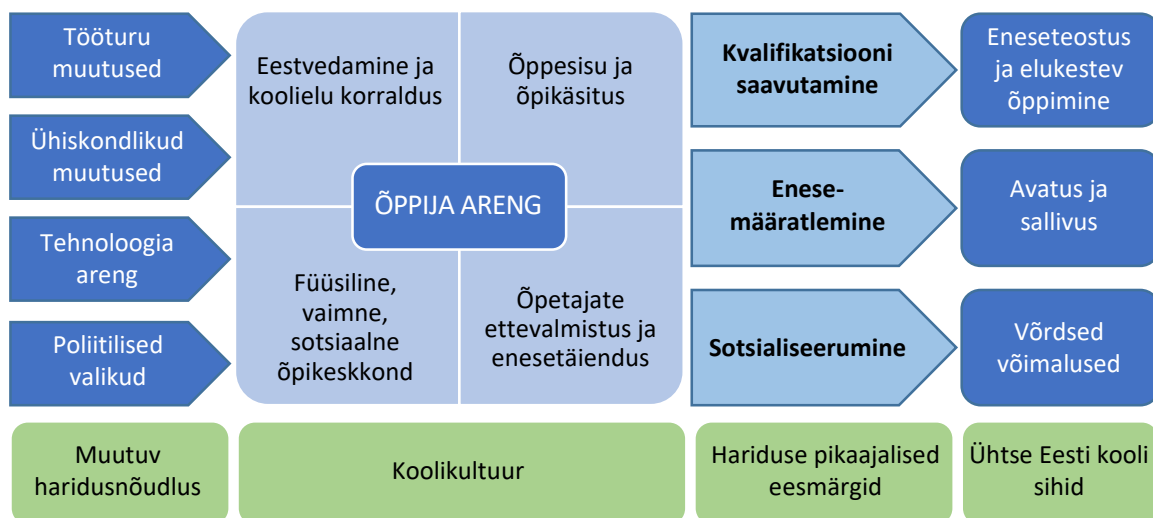 Tööturu
muutused
Ühiskondlikud
muutused
Tehnoloogia
areng
Poliitilised
valikud
Eestvedamine ja
koolielu korraldus
Õppesisu ja
õpikäsitus
ÕPPIJA ARENG
Füüsiline,
vaimne,
sotsiaalne
õpikeskkond
Õpetajate
ettevalmistus ja
enesetäiendus
Kvalifikatsiooni
saavutamine
Enese-
määratlemine
Sotsialiseerumine
Eneseteostus
ja elukestev
õppimine
Avatus ja
sallivus
Võrdsed
võimalused
Muutuv
haridusnõudlus
Koolikultuur
Hariduse pikaajalised
eesmärgid
Ühtse Eesti kooli
sihid